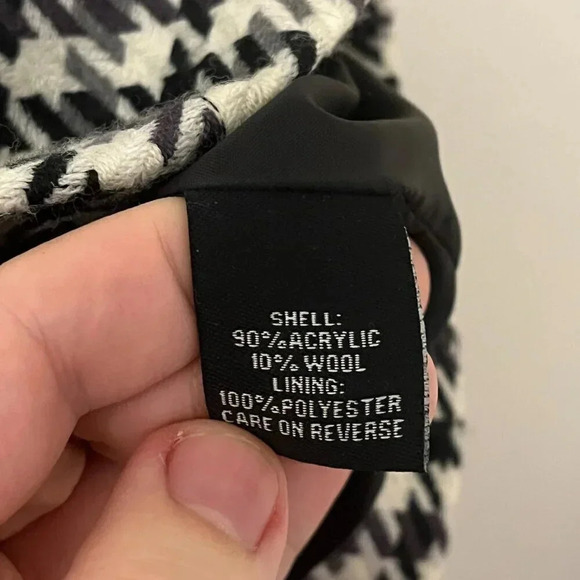 SHELL:
90%ACRYLIC
10% WOOL
LINING:
100%POLYESTER
CARE ON REVERSE